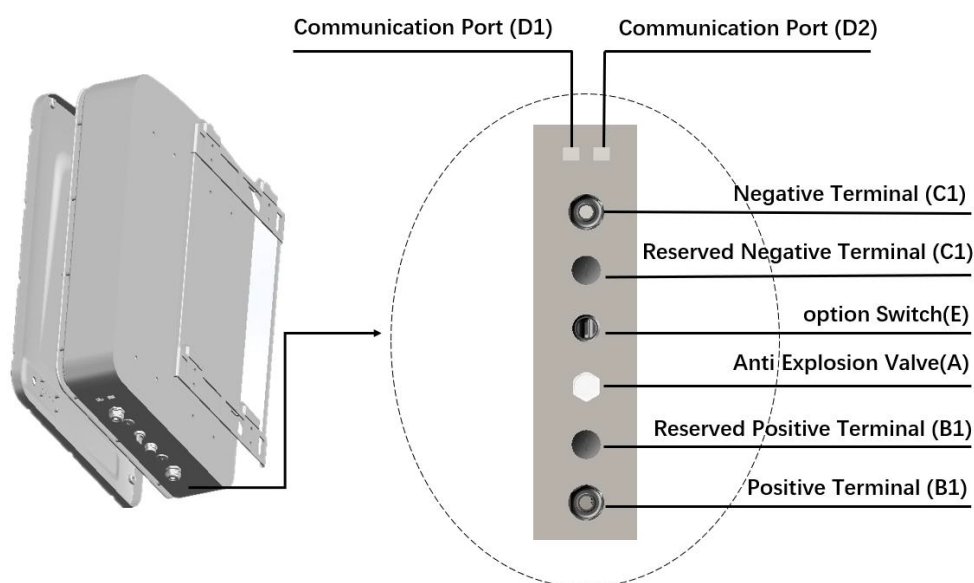 Communication Port (D1)
Communication Port (D2)
Negative Terminal (C1)
Reserved Negative Terminal (C1)
option Switch(E)
Anti Explosion Valve(A)
Reserved Positive Terminal (B1)
Positive Terminal (B1)